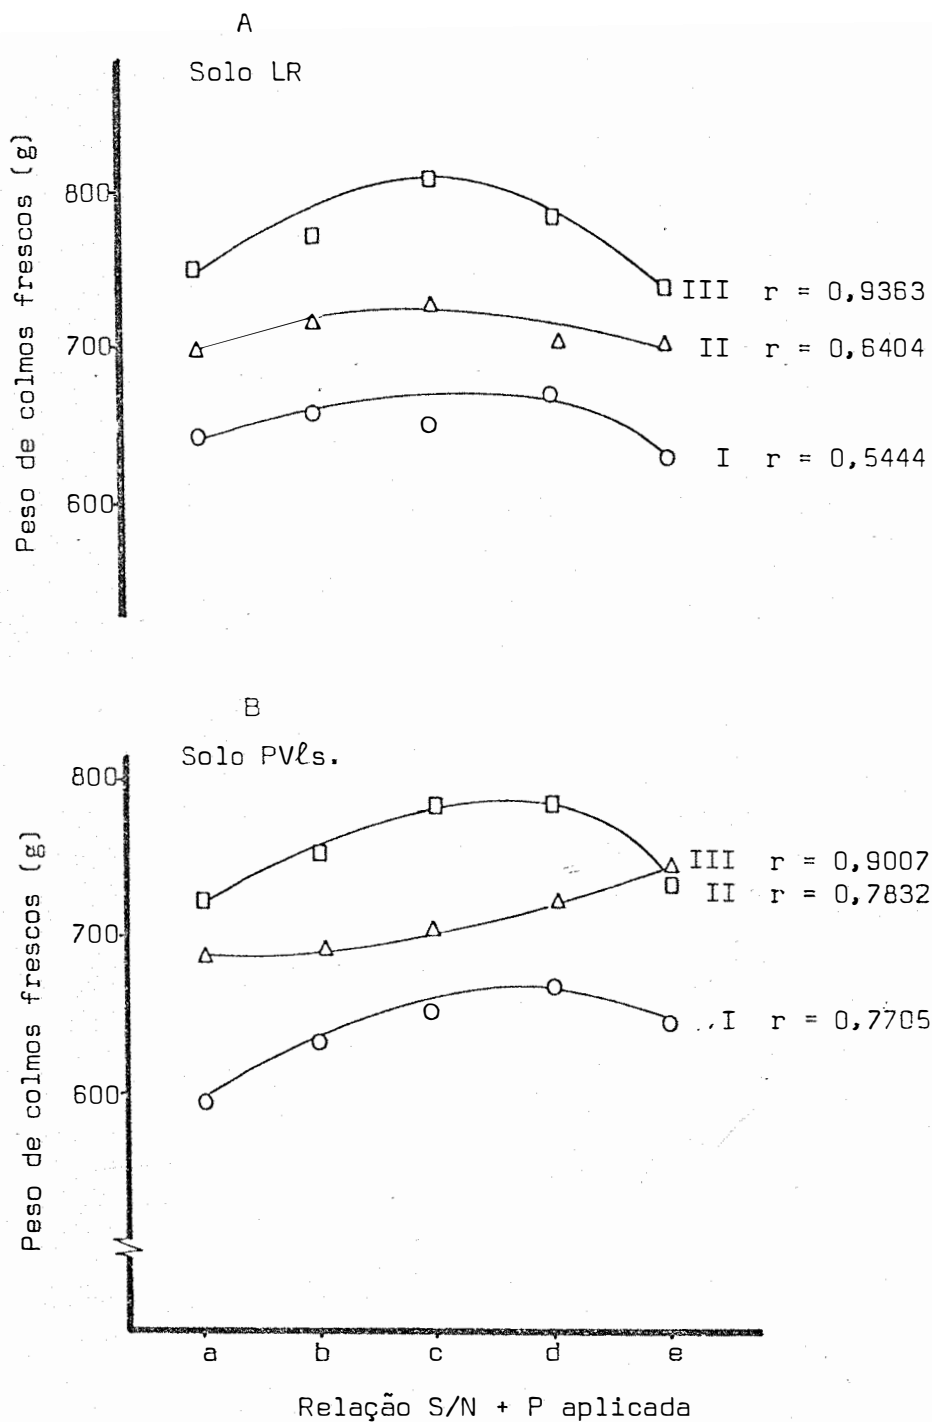 A
Solo LR
Peso de colmos frescos (g)
800
700
600
III r = 0,9363
II r = 0,6404
I r = 0,5444
B
Solo PVℓs.
Peso de colmos frescos (g)
800
700
600
III r = 0,9007
II r = 0,7832
I r = 0,7705
a b c d e
Relação S/N + P aplicada